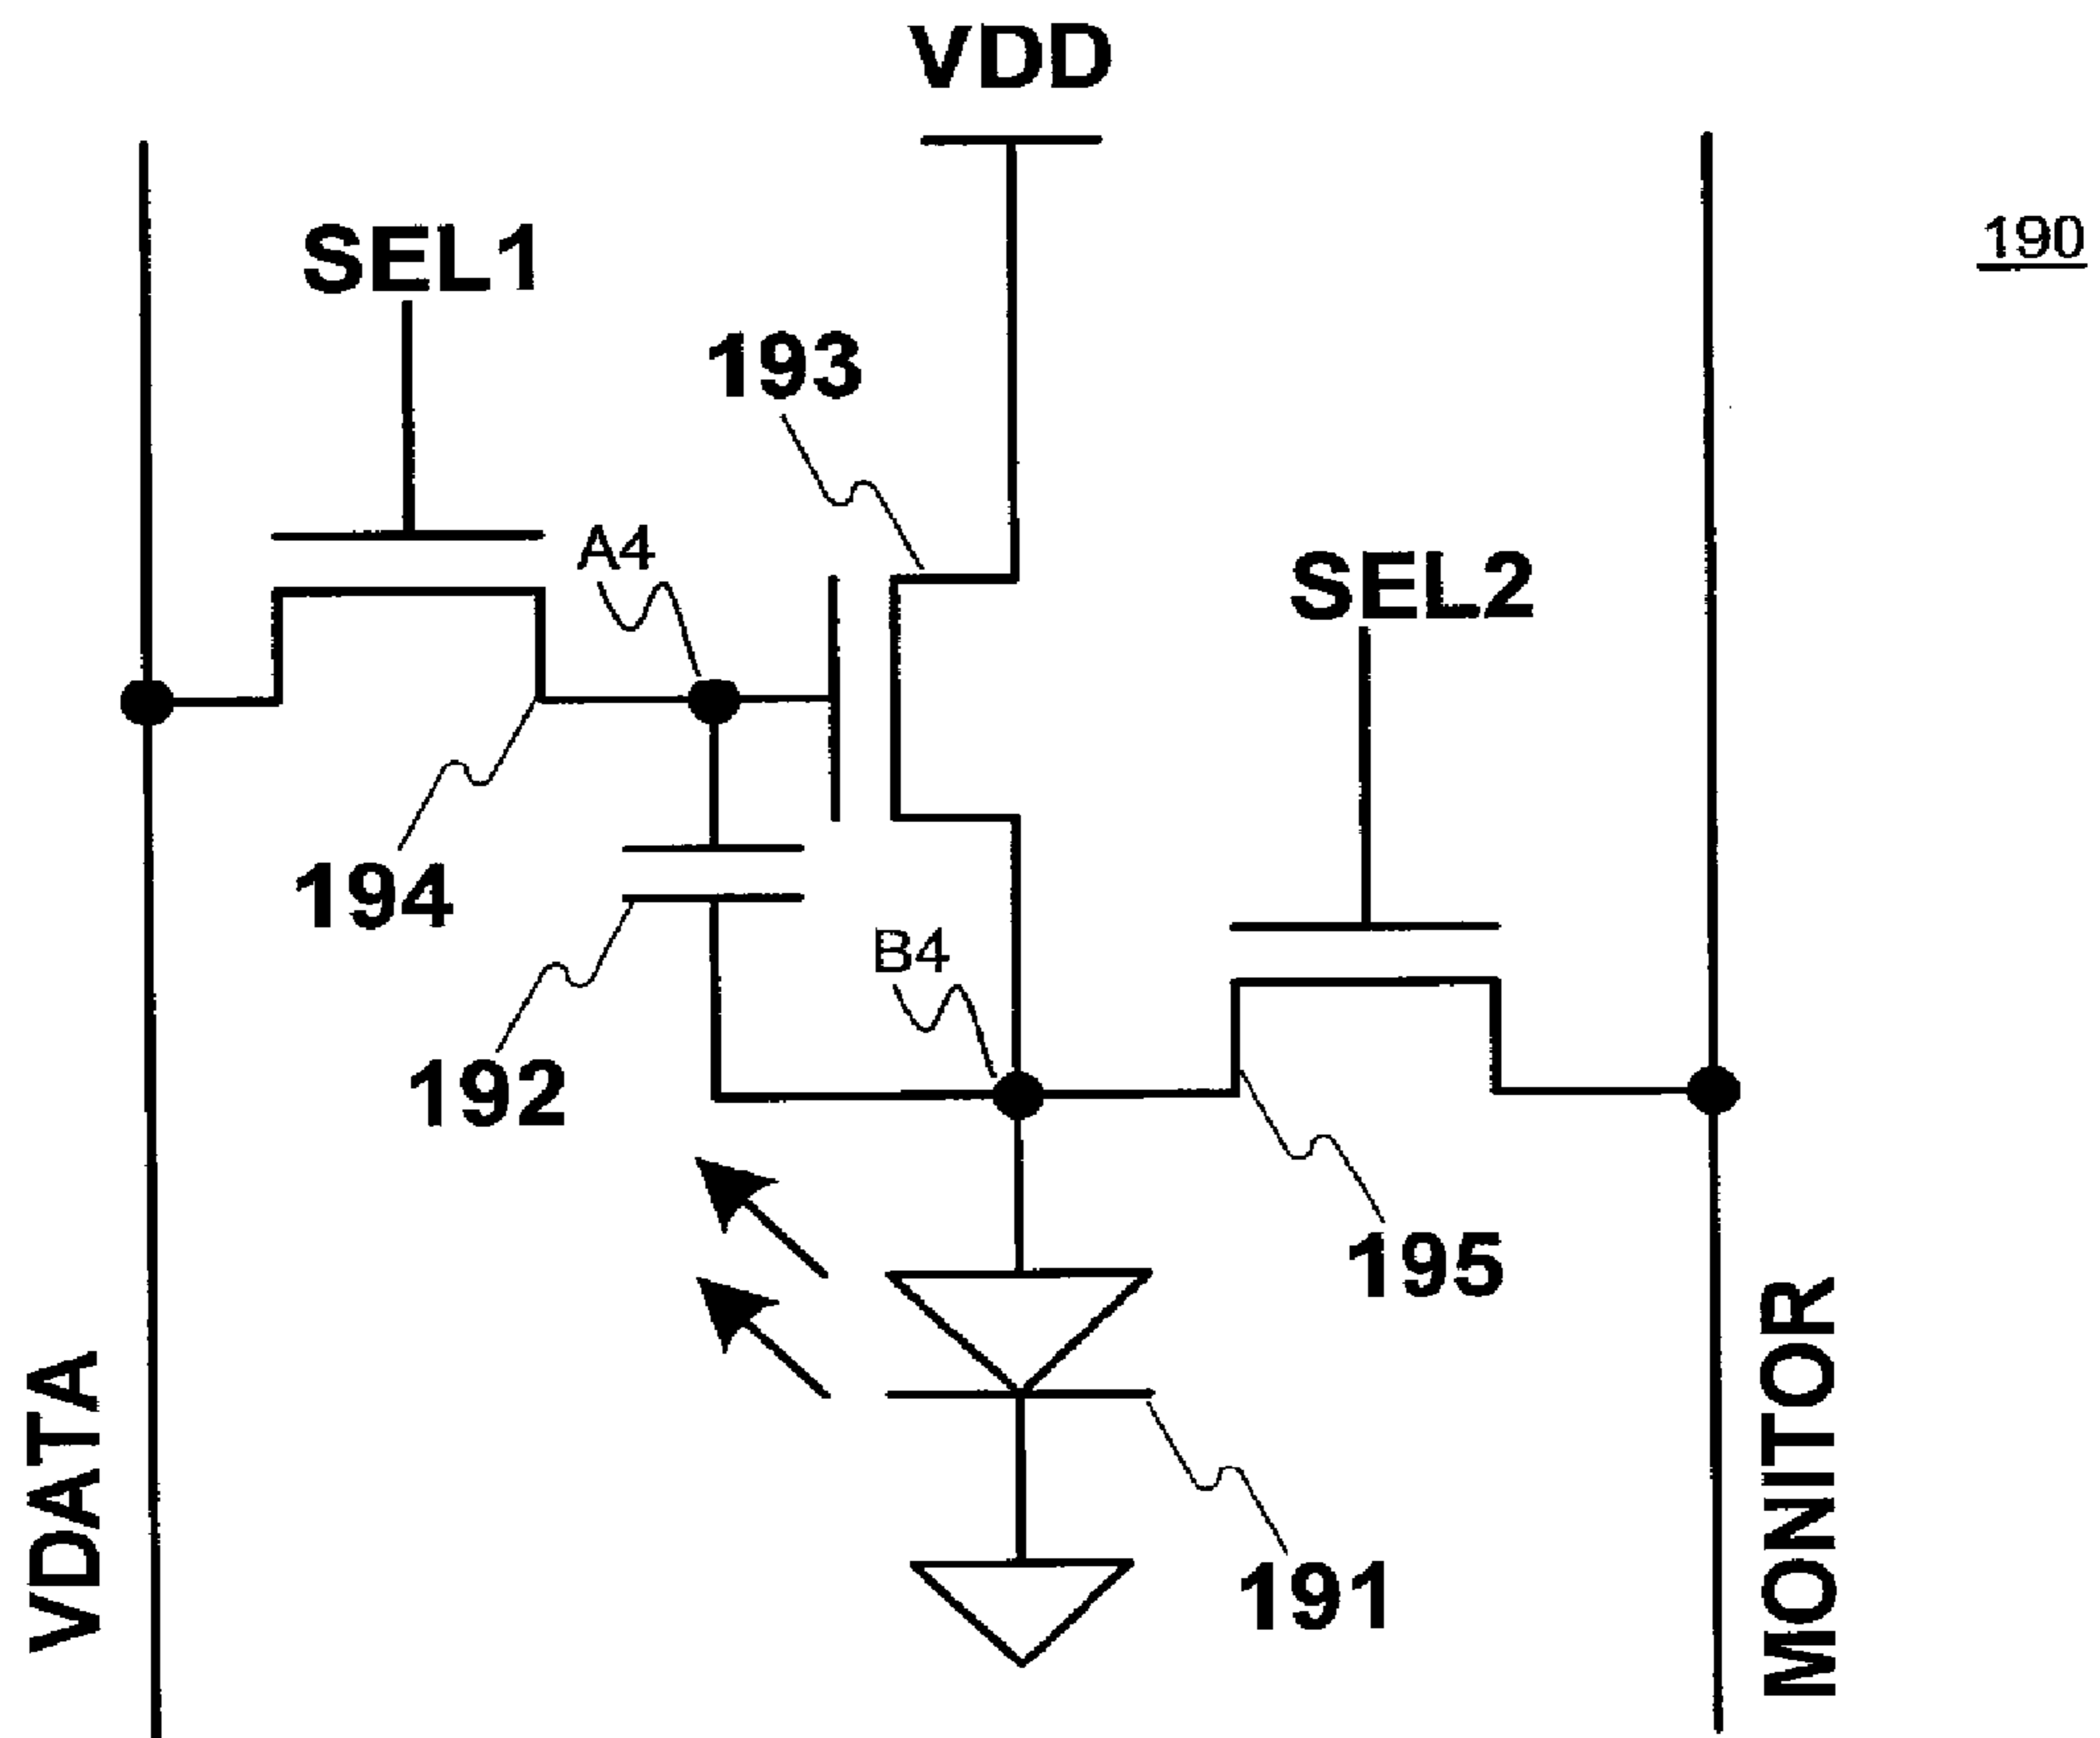 VDD
190
SEL1
193
A4
SEL2
194
B4
192
195
191
VDATA
MONITOR